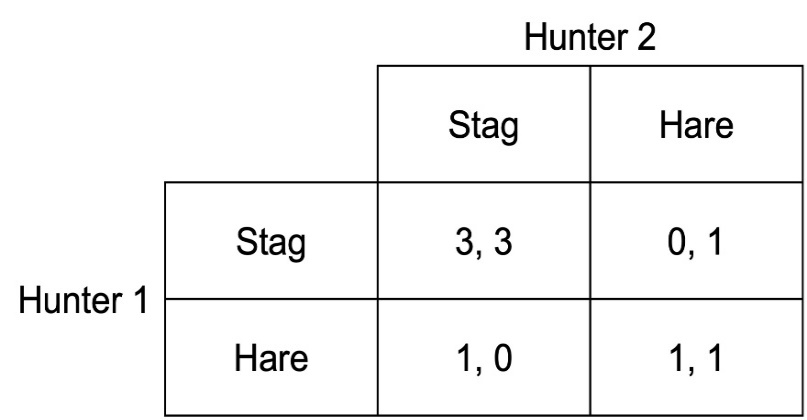 Hunter 2
Stag Hare
Stag 3, 3 0, 1
Hunter 1
Hare 1, 0 1, 1